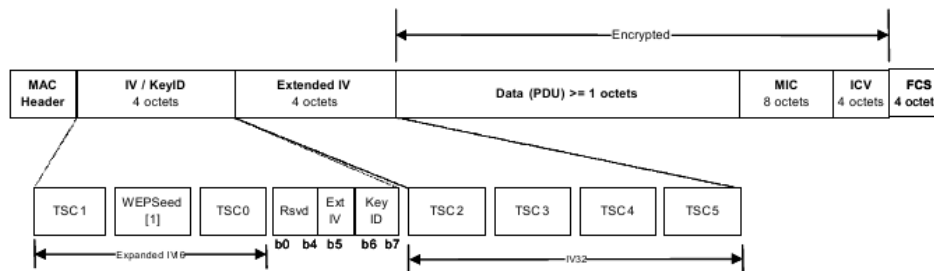 Encrypted
MAC Header
IV / KeyID
4 octets
Extended IV
4 octets
Data (PDU) >= 1 octets
MIC
8 octets
ICV
4 octets
FCS
4 octet
TSC1
WEPSeed
[1]
TSC0
Rsvd
Ext
IV
Key
ID
TSC2
TSC3
TSC4
TSC5
b0
b4
b5
b6
b7
Expanded IV16
IV32